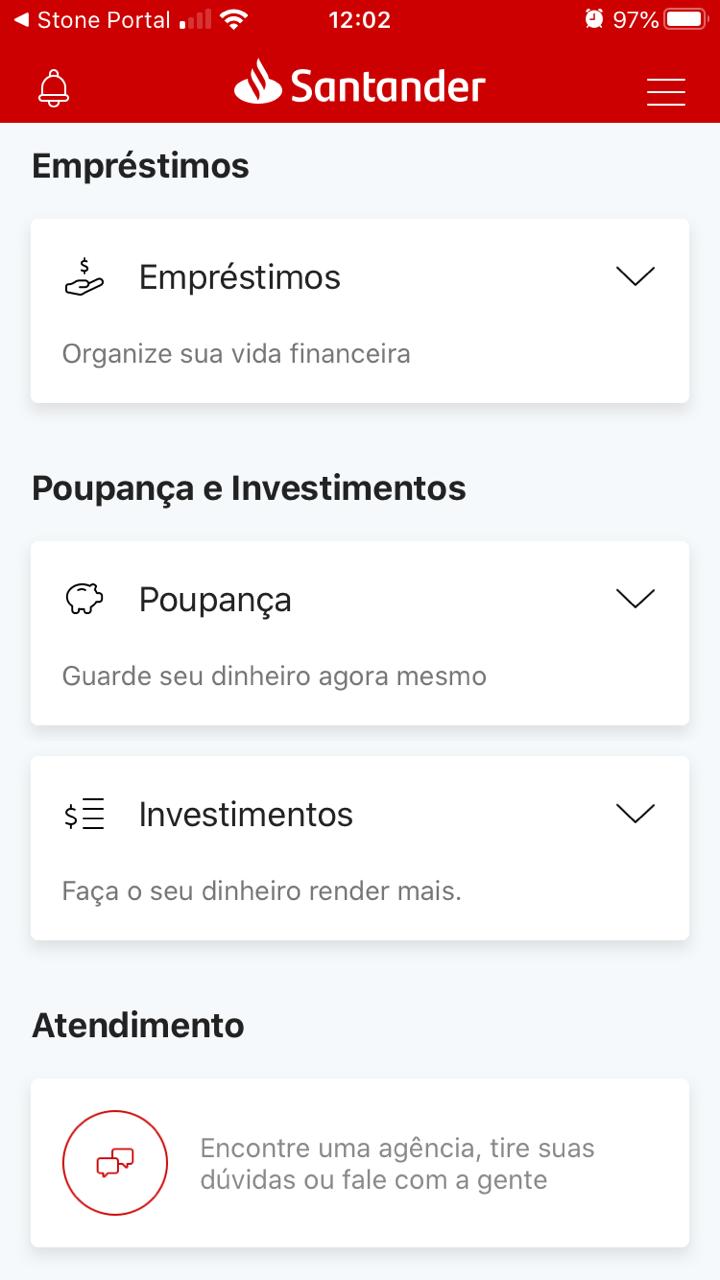 Stone Portal 12:02 97%
Santander
Empréstimos
$ Empréstimos
Organize sua vida financeira
Poupança e Investimentos
Poupança
Guarde seu dinheiro agora mesmo
$ Investimentos
Faça o seu dinheiro render mais.
Atendimento
Encontre uma agência, tire suas
dúvidas ou fale com a gente